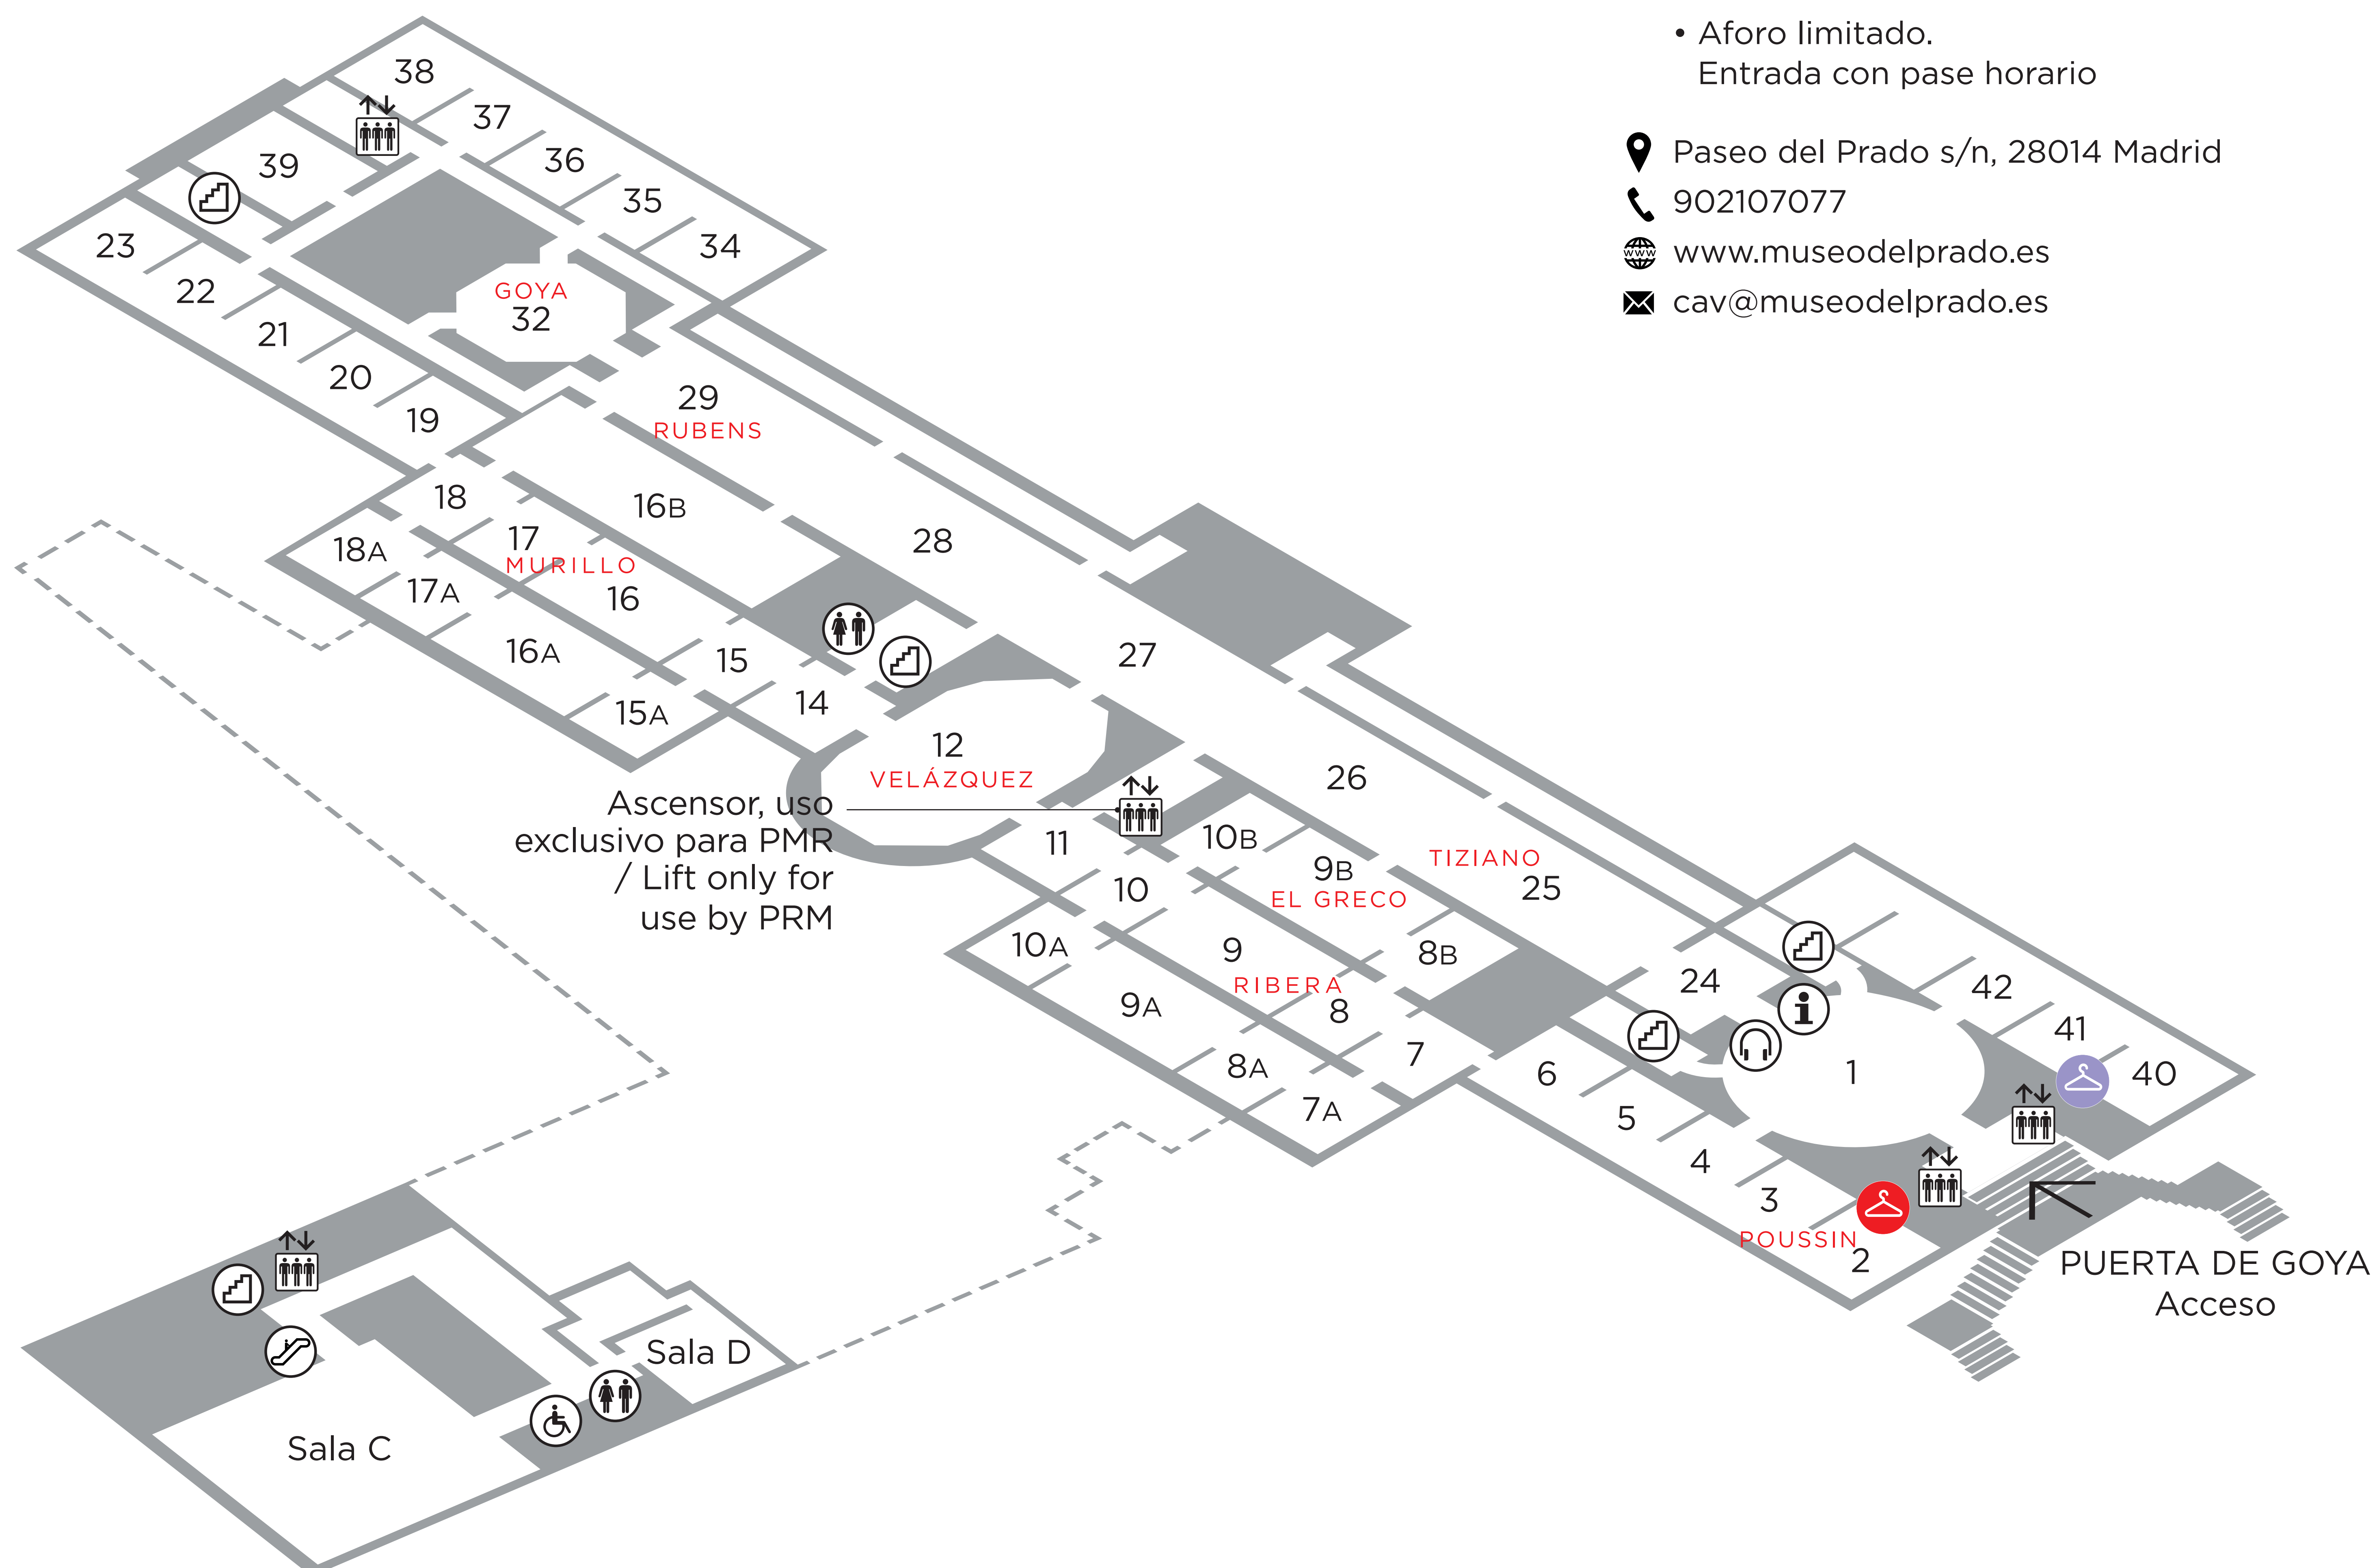 • Aforo limitado.
Entrada con pase horario
Paseo del Prado s/n, 28014 Madrid
902107077
www
www.museodelprado.es
cav@museodelprado.es
38
37
36
35
34
39
23
22
21
20
19
GOYA
32
29
RUBENS
28
27
26
TIZIANO
25
24
16B
18
17
MURILLO
16
15
14
18A
17A
16A
15A
12
VELÁZQUEZ
Ascensor, uso
exclusivo para PMR
/ Lift only for
use by PRM
11
10
9
RIBERA
8
7
10B
9B
EL GRECO
8B
10A
9A
8A
7A
6
5
4
3
POUSSIN
2
1
42
41
40
PUERTA DE GOYA
Acceso
Sala D
Sala C